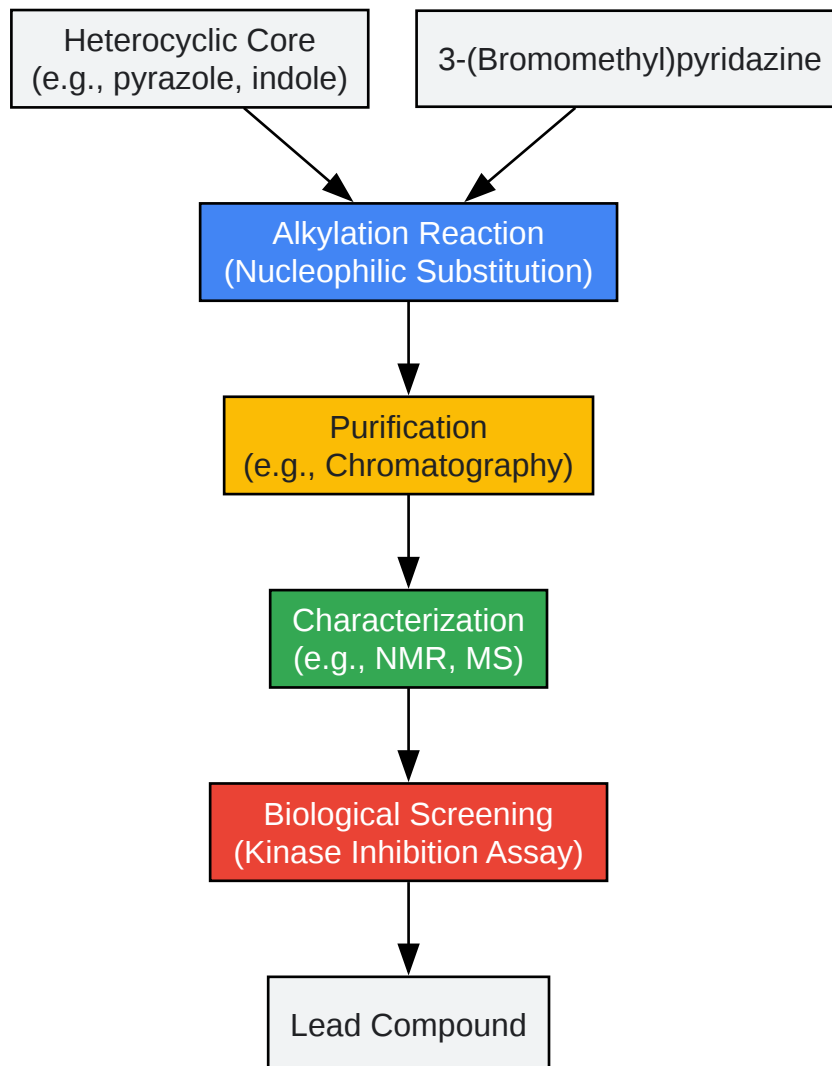 Heterocyclic Core
(e.g., pyrazole, indole)
3-(Bromomethyl)pyridazine
Alkylation Reaction
(Nucleophilic Substitution)
Purification
(e.g., Chromatography)
Characterization
(e.g., NMR, MS)
Biological Screening
(Kinase Inhibition Assay)
Lead Compound